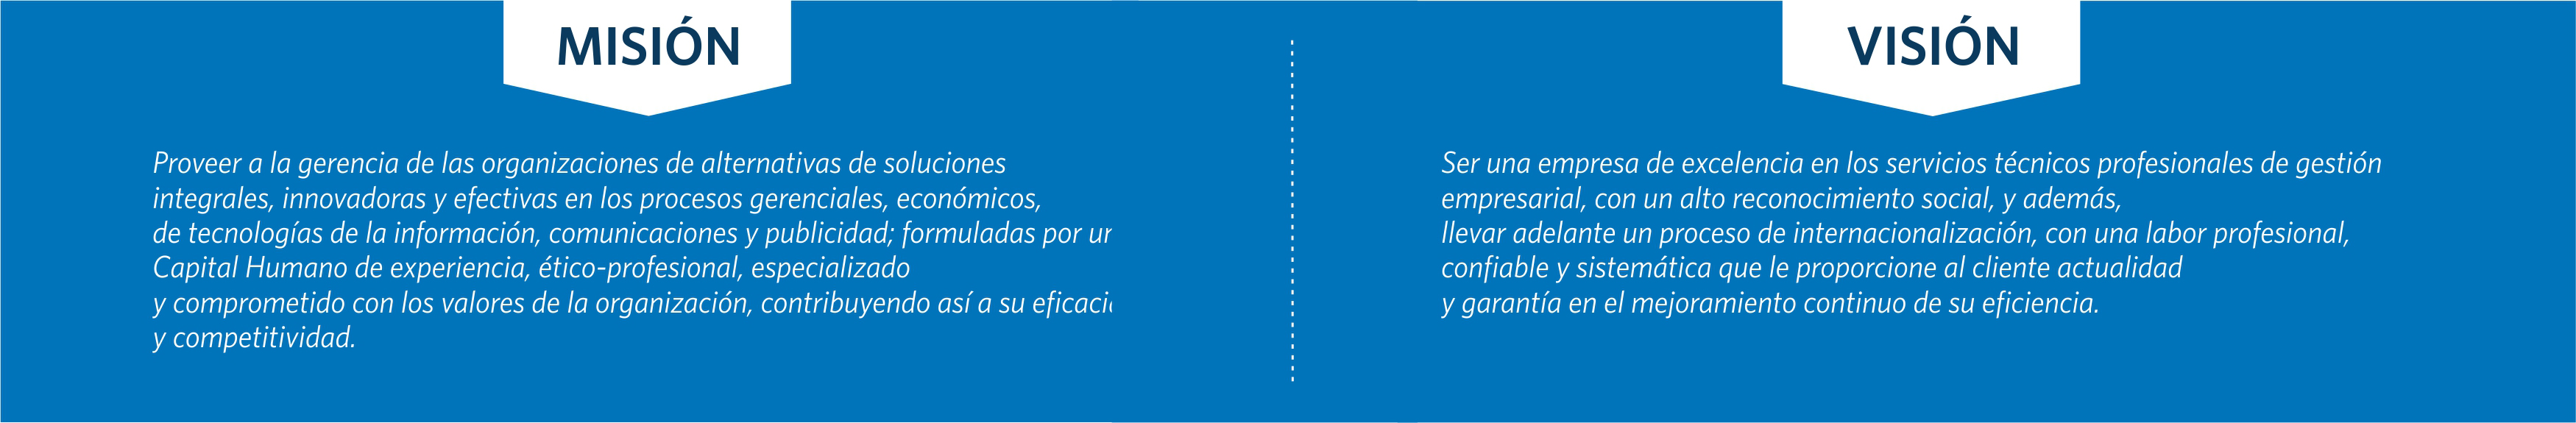 MISIÓN
Proveer a la gerencia de las organizaciones de alternativas de soluciones
integrales, innovadoras y efectivas en los procesos gerenciales, económicos,
de tecnologías de la información, comunicaciones y publicidad; formuladas por
Capital Humano de experiencia, ético-profesional, especializado
y comprometido con los valores de la organización, contribuyendo así a su
y competitividad.
VISIÓN
Ser una empresa de excelencia en los servicios técnicos profesionales de gestión
empresarial, con un alto reconocimiento social, y además,
llevar adelante un proceso de internacionalización, con una labor profesional,
confiable y sistemática que le proporcione al cliente actualidad
y garantía en el mejoramiento continuo de su eficiencia.